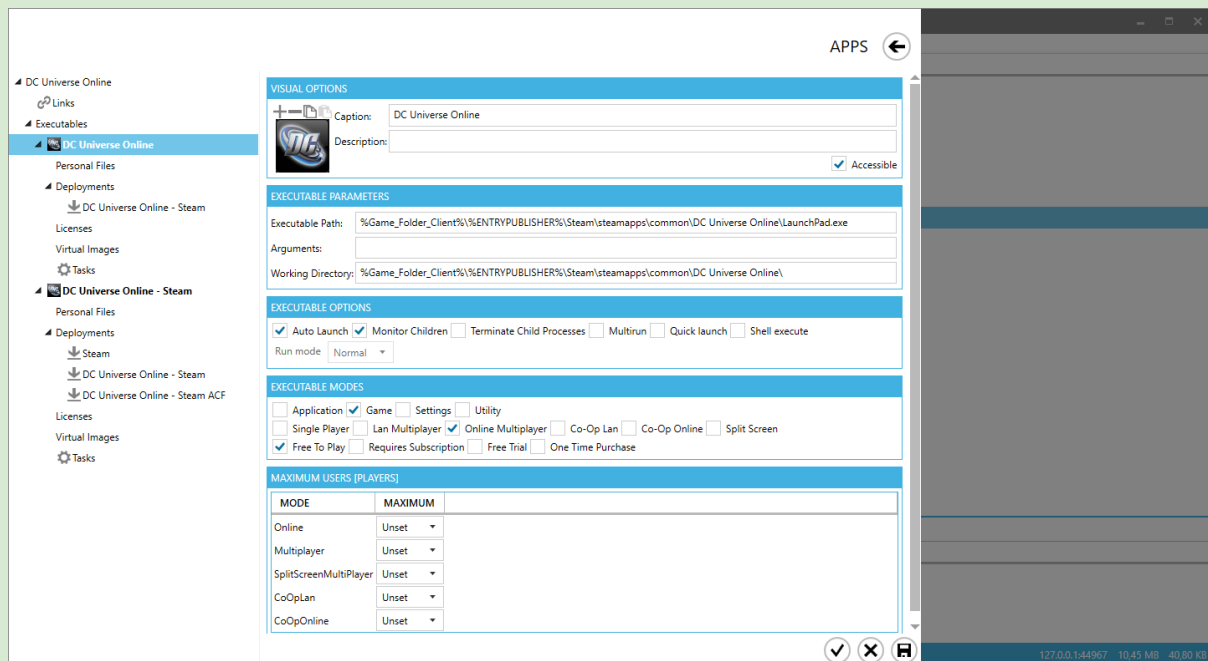 APPS
DC Universe Online
Links
Executables
DC Universe Online
Personal Files
Deployments
DC Universe Online - Steam
Licenses
Virtual Images
Tasks
DC Universe Online - Steam
Personal Files
Deployments
Steam
DC Universe Online - Steam
DC Universe Online - Steam ACF
Licenses
Virtual Images
Tasks
VISUAL OPTIONS
DC
Caption: DC Universe Online
Description:
Accessible
EXECUTABLE PARAMETERS
Executable Path: %Game_Folder_Client%\%ENTRYPUBLISHER%\Steam\steamapps\common\DC Universe Online\LaunchPad.exe
Arguments:
Working Directory: %Game_Folder_Client%\%ENTRYPUBLISHER%\Steam\steamapps\common\DC Universe Online\
EXECUTABLE OPTIONS
Auto Launch Monitor Children Terminate Child Processes Multirun Quick launch Shell execute
Run mode Normal
EXECUTABLE MODES
Application Game Settings Utility
Single Player Lan Multiplayer Online Multiplayer Co-Op Lan Co-Op Online Split Screen
Free To Play Requires Subscription Free Trial One Time Purchase
MAXIMUM USERS [PLAYERS]
MODE MAXIMUM
Online Unset
Multiplayer Unset
SplitScreenMultiPlayer Unset
CoOpLan Unset
CoOpOnline Unset
127.0.0.1:44967 10,45 MB 40,80 KB